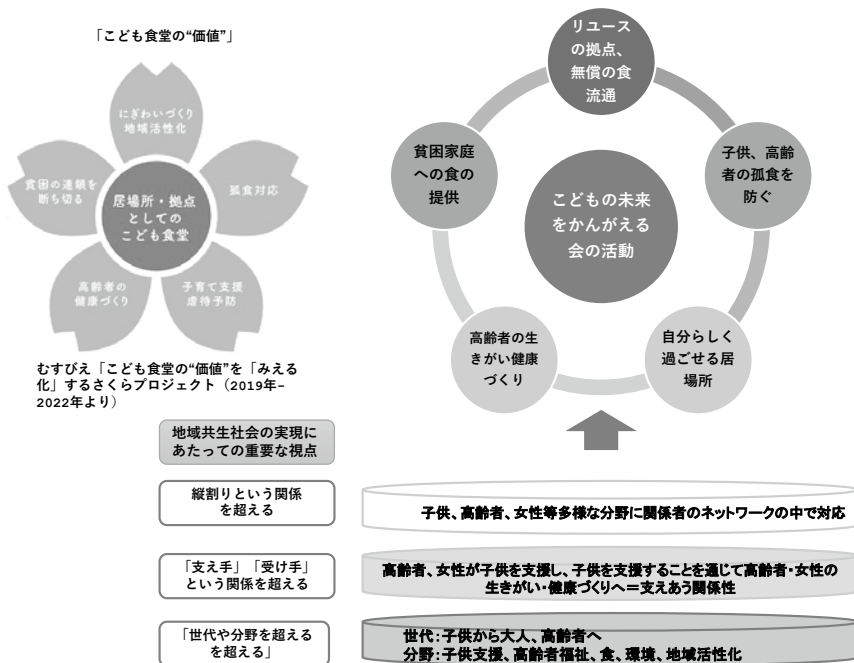 「こども食堂の“価値”」
にぎわいづくり
地域活性化
貧困の連鎖を
断ち切る
居場所・拠点
としての
こども食堂
孤食対応
高齢者の
健康づくり
子育て支援
虐待予防
むすびえ「こども食堂の“価値”を「みえる
化」するさくらプロジェクト（2019年–
2022年より）
リユース
の拠点、
無償の食
流通
貧困家庭
への食の
提供
子供、高齢
者の孤食を
防ぐ
こどもの未来
をかんがえる
会の活動
高齢者の生
きがい健康
づくり
自分らしく
過ごせる居
場所
地域共生社会の実現に
あたっての重要な視点
縦割りという関係
を超える
子供、高齢者、女性等多様な分野に関係者のネットワークの中で対応
「支え手」「受け手」
という関係を超える
高齢者、女性が子供を支援し、子供を支援することを通じて高齢者・女性の
生きがい・健康づくりへ＝支えあう関係性
「世代や分野を超える
を超える」
世代：子供から大人、高齢者へ
分野：子供支援、高齢者福祉、食、環境、地域活性化